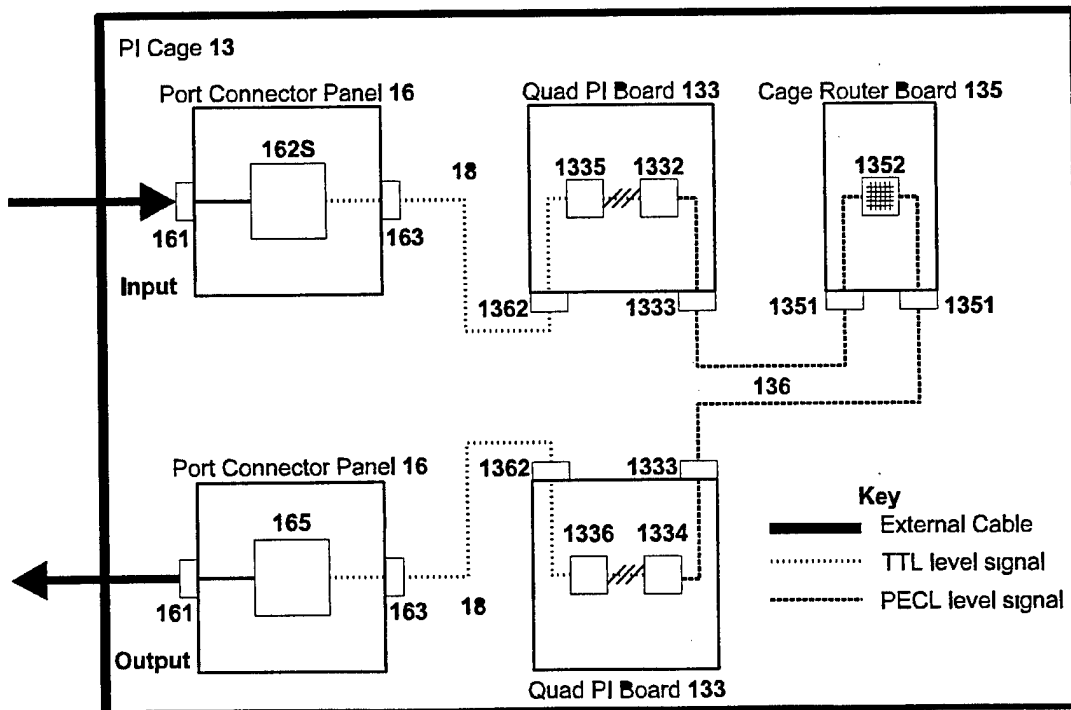 PI Cage 13
Port Connector Panel 16
Quad PI Board 133
Cage Router Board 135
162S
18
1335
1332
1352
161
163
Input
1362
1333
1351
1351
136
Port Connector Panel 16
1362
1333
165
1336
1334
161
163
18
Output
Quad PI Board 133
Key
External Cable
TTL level signal
PECL level signal